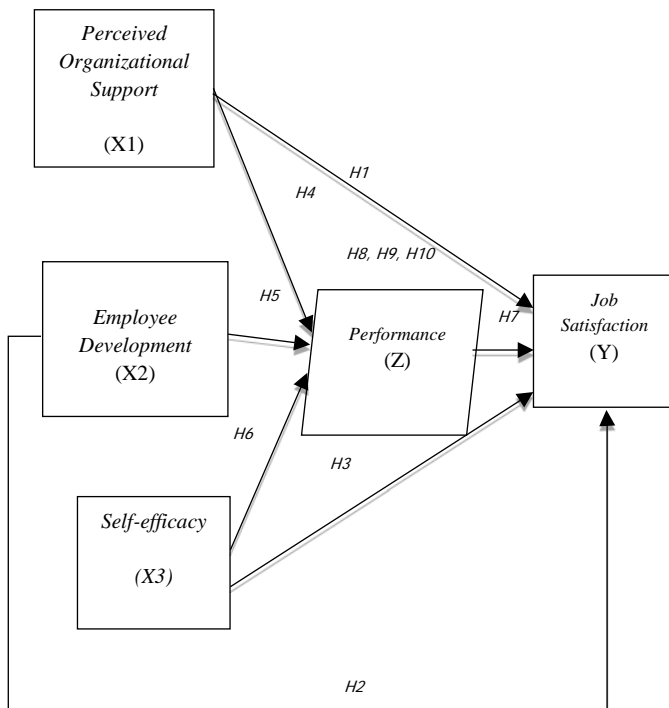 Perceived
Organizational
Support
(X1)
H1
H4
H8, H9, H10
H5
Employee
Development
(X2)
Performance
(Z)
H7
Job
Satisfaction
(Y)
H6
H3
Self-efficacy
(X3)
H2